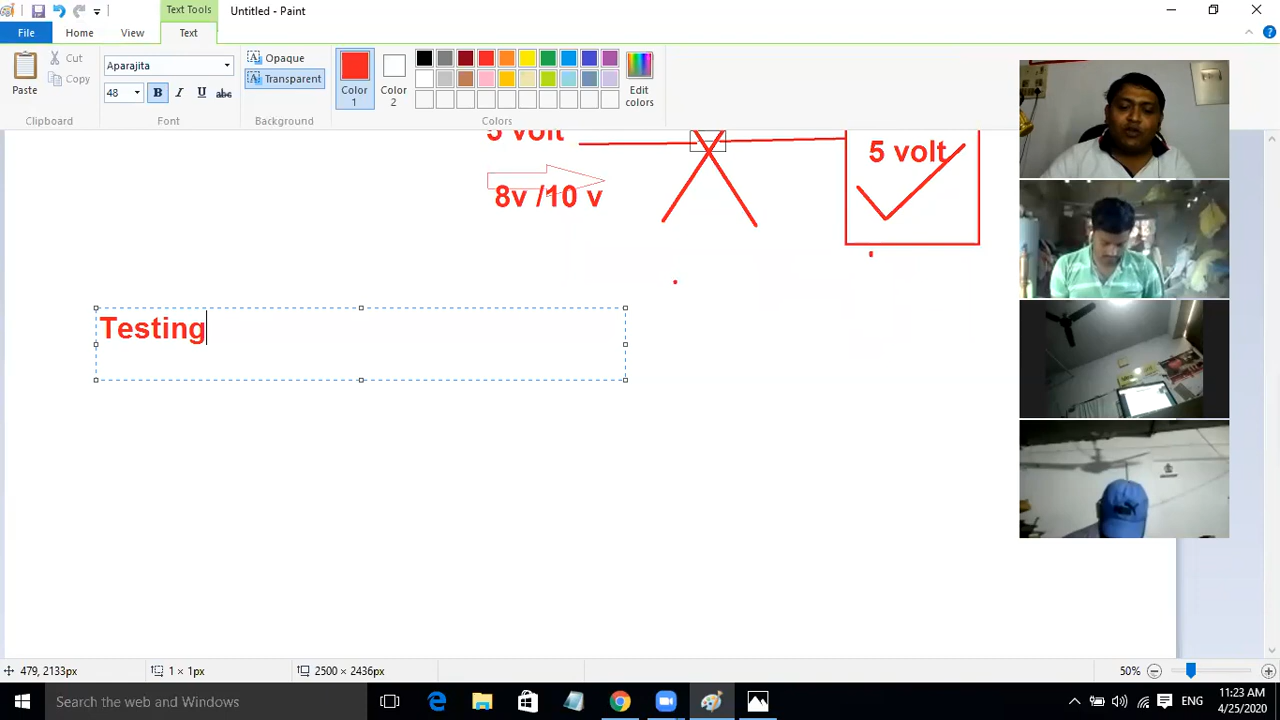 Text Tools
Untitled - Paint
File
Home
View
Text
Paste
Cut
Copy
Clipboard
Aparajita
48
B
I
U
abc
Font
Opaque
Transparent
Background
Color
1
Color
2
Edit
colors
Colors
5 volt
8v /10 v
5 volt
Testing
479, 2133px
1 × 1px
2500 × 2436px
50%
Search the web and Windows
ENG
11:23 AM
4/25/2020